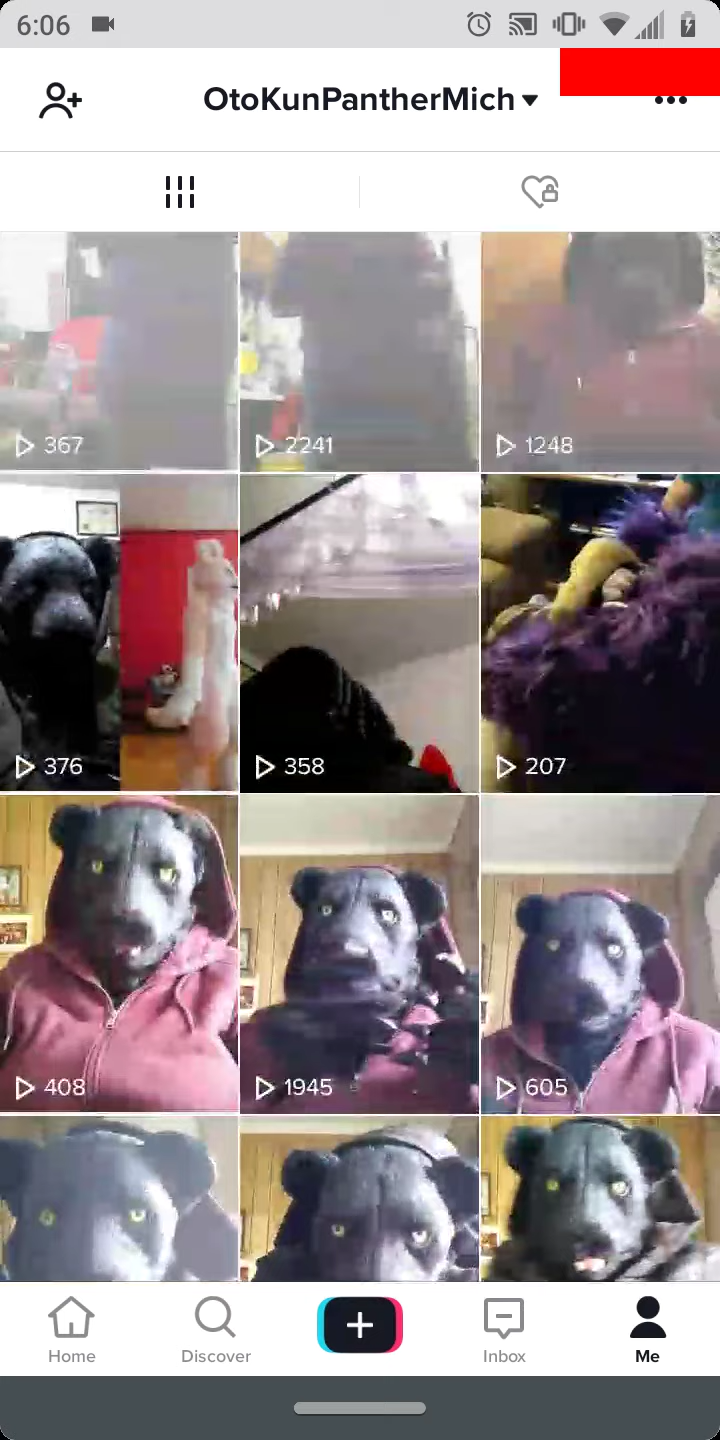 6:06
OtoKunPantherMich
367
2241
1248
376
358
207
408
1945
605
Home
Discover
Inbox
Me